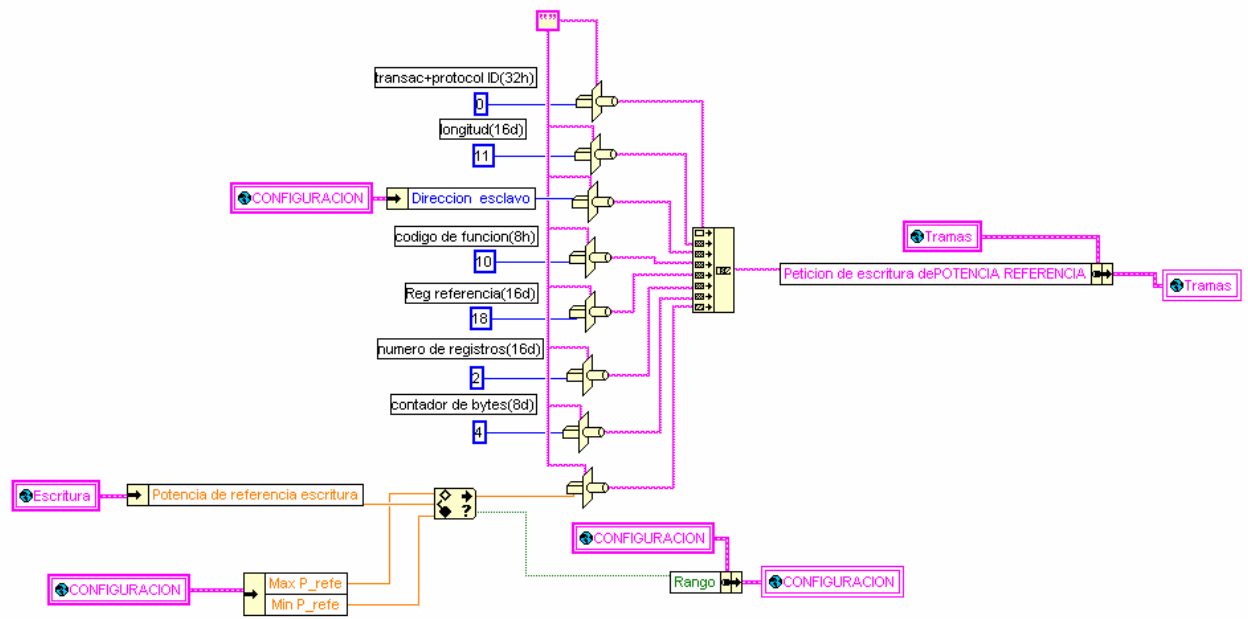 ""
transac+protocol ID(32h)
0
longitud(16d)
11
CONFIGURACION
Direccion esclavo
codigo de funcion(8h)
10
Reg referencia(16d)
18
numero de registros(16d)
2
contador de bytes(8d)
4
Tramas
Peticion de escritura dePOTENCIA REFERENCIA
Tramas
Escritura
Potencia de referencia escritura
?
CONFIGURACION
Max P_refe
Min P_refe
CONFIGURACION
Rango
CONFIGURACION